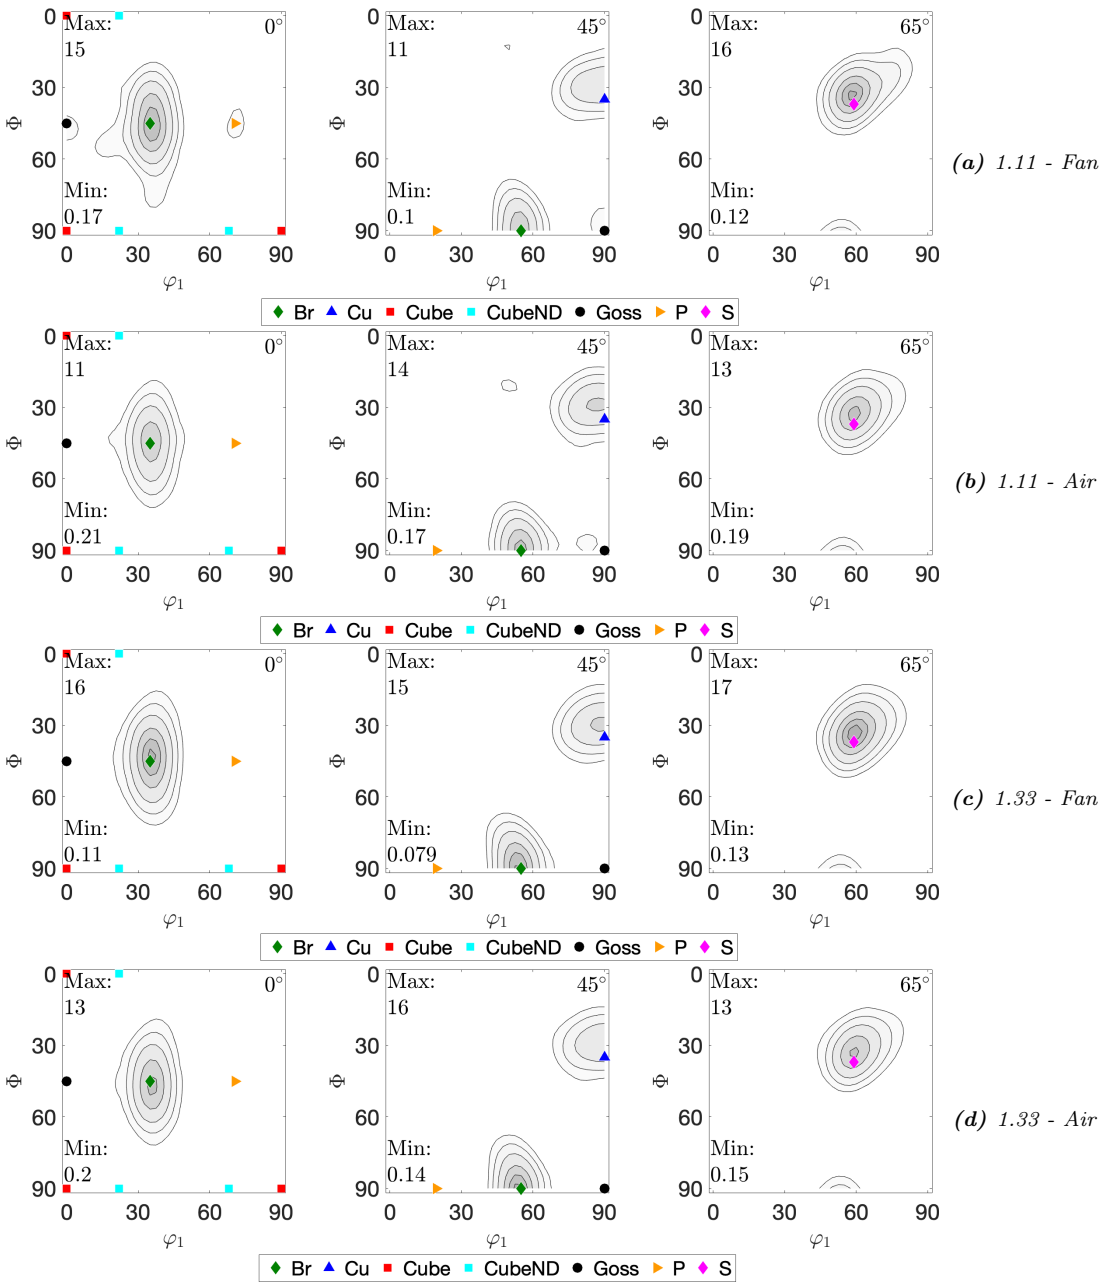 Max: 15 0° Max: 11 45° Max: 16 65°
0 0 0
30 30 30
Φ Φ Φ
60 60 60
(a) 1.11 - Fan
Min: 0.17 Min: 0.1 Min: 0.12
90 90 90
0 30 60 90 0 30 60 90 0 30 60 90
φ1 φ1 φ1
Br Cu Cube CubeND Goss P S
Max: 11 0° Max: 14 45° Max: 13 65°
0 0 0
30 30 30
Φ Φ Φ
60 60 60
(b) 1.11 - Air
Min: 0.21 Min: 0.17 Min: 0.19
90 90 90
0 30 60 90 0 30 60 90 0 30 60 90
φ1 φ1 φ1
Br Cu Cube CubeND Goss P S
Max: 16 0° Max: 15 45° Max: 17 65°
0 0 0
30 30 30
Φ Φ Φ
60 60 60
(c) 1.33 - Fan
Min: 0.11 Min: 0.079 Min: 0.13
90 90 90
0 30 60 90 0 30 60 90 0 30 60 90
φ1 φ1 φ1
Br Cu Cube CubeND Goss P S
Max: 13 0° Max: 16 45° Max: 13 65°
0 0 0
30 30 30
Φ Φ Φ
60 60 60
(d) 1.33 - Air
Min: 0.2 Min: 0.14 Min: 0.15
90 90 90
0 30 60 90 0 30 60 90 0 30 60 90
φ1 φ1 φ1
Br Cu Cube CubeND Goss P S